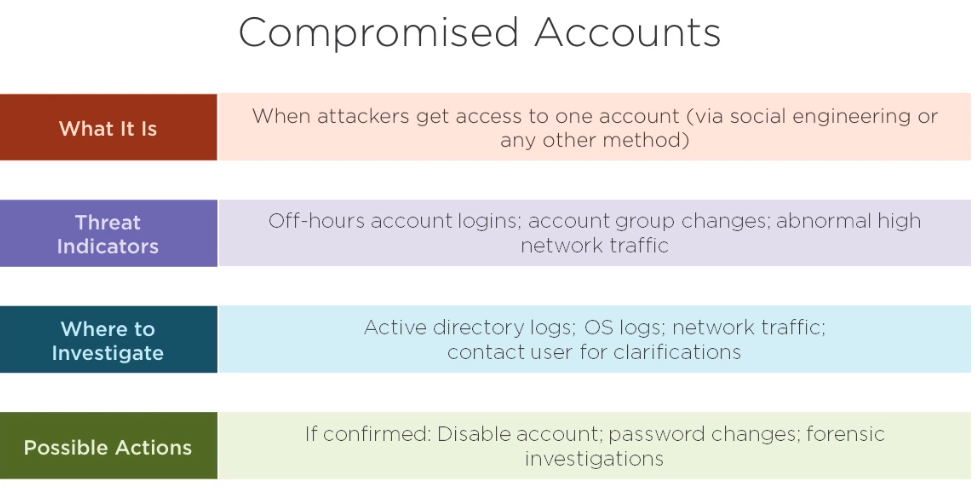 Compromised Accounts
What It Is
When attackers get access to one account (via social engineering or
any other method)
Threat
Indicators
Off-hours account logins; account group changes; abnormal high
network traffic
Where to
Investigate
Active directory logs; OS logs; network traffic;
contact user for clarifications
Possible Actions
If confirmed: Disable account; password changes; forensic
investigations